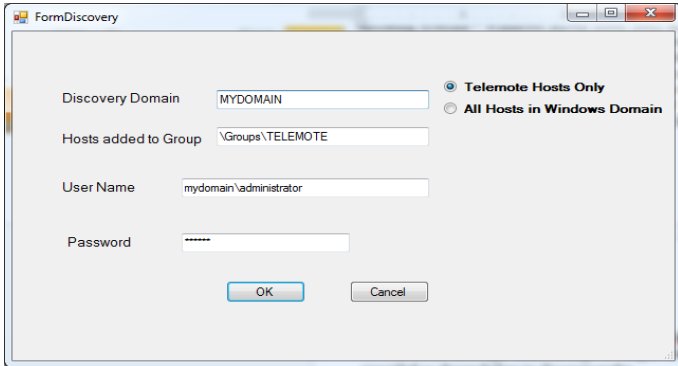 FormDiscovery
Discovery Domain MYDOMAIN
Telemote Hosts Only
All Hosts in Windows Domain
Hosts added to Group \Groups\TELEMOTE
User Name mydomain\administrator
Password ******
OK Cancel